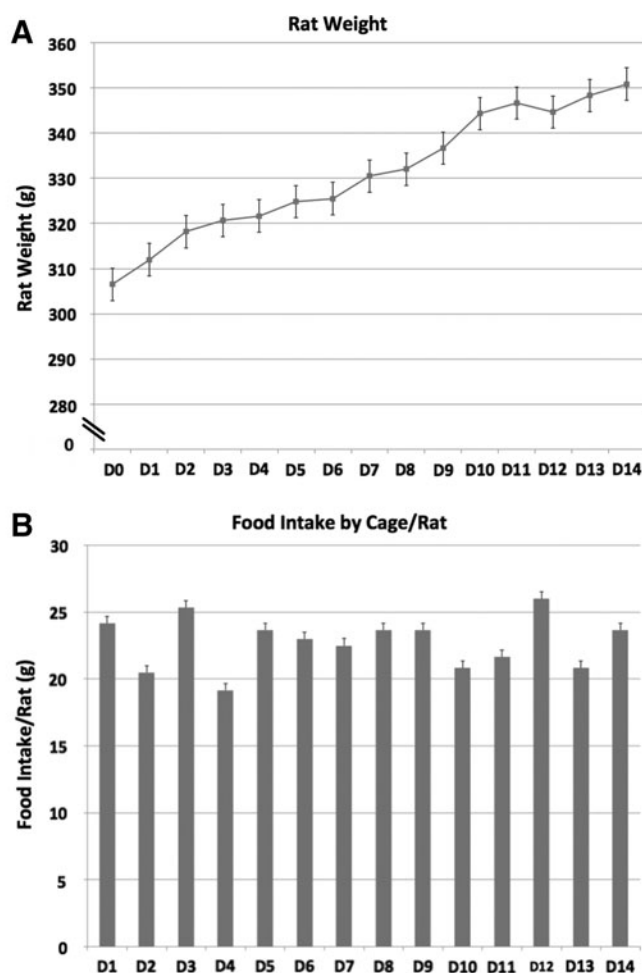 A
Rat Weight
Rat Weight (g)
360
350
340
330
320
310
300
290
280
0
D0 D1 D2 D3 D4 D5 D6 D7 D8 D9 D10 D11 D12 D13 D14
B
Food Intake by Cage/Rat
Food Intake/Rat (g)
30
25
20
15
10
5
0
D1 D2 D3 D4 D5 D6 D7 D8 D9 D10 D11 D12 D13 D14